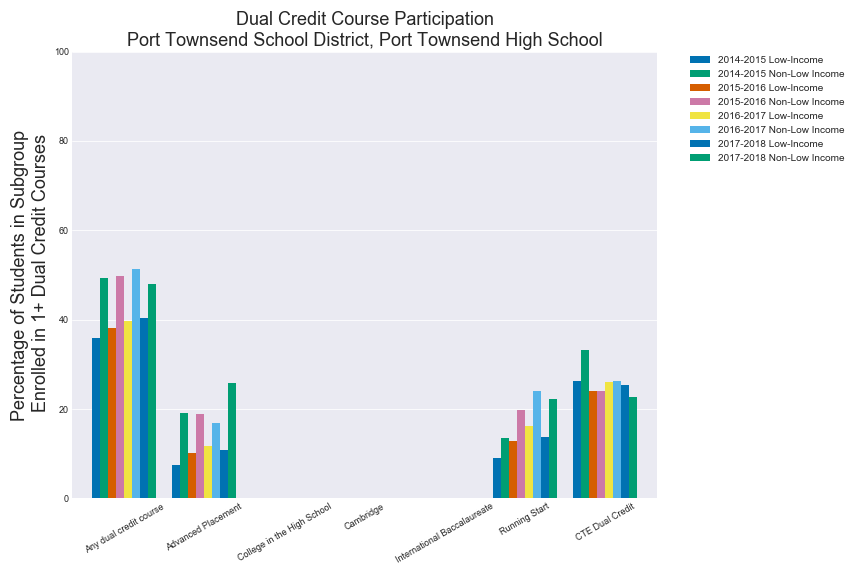 Dual Credit Course Participation
Port Townsend School District, Port Townsend High School
Percentage of Students in Subgroup
Enrolled in 1+ Dual Credit Courses
100
80
60
40
20
0
Any dual credit course
Advanced Placement
College in the High School
Cambridge
International Baccalaureate
Running Start
CTE Dual Credit
2014-2015 Low-Income
2014-2015 Non-Low Income
2015-2016 Low-Income
2015-2016 Non-Low Income
2016-2017 Low-Income
2016-2017 Non-Low Income
2017-2018 Low-Income
2017-2018 Non-Low Income